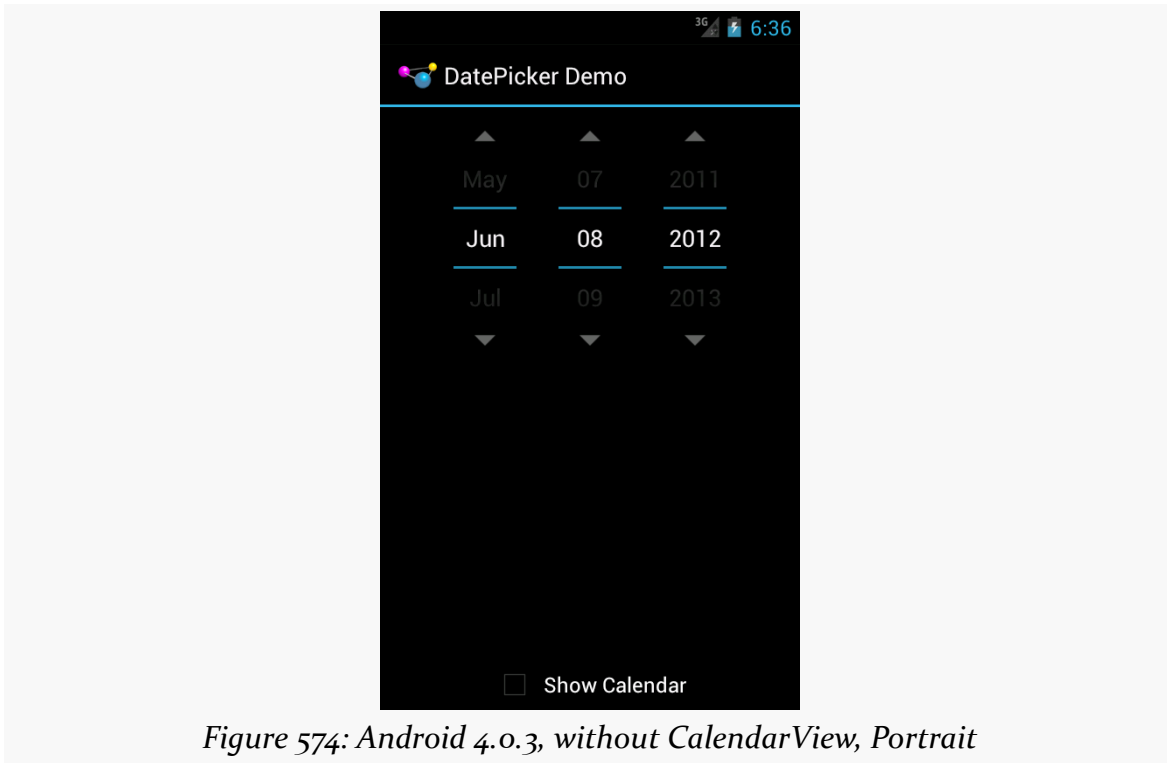 3G 6:36
DatePicker Demo
May 07 2011
Jun 08 2012
Jul 09 2013
Show Calendar
Figure 574: Android 4.0.3, without CalendarView, Portrait